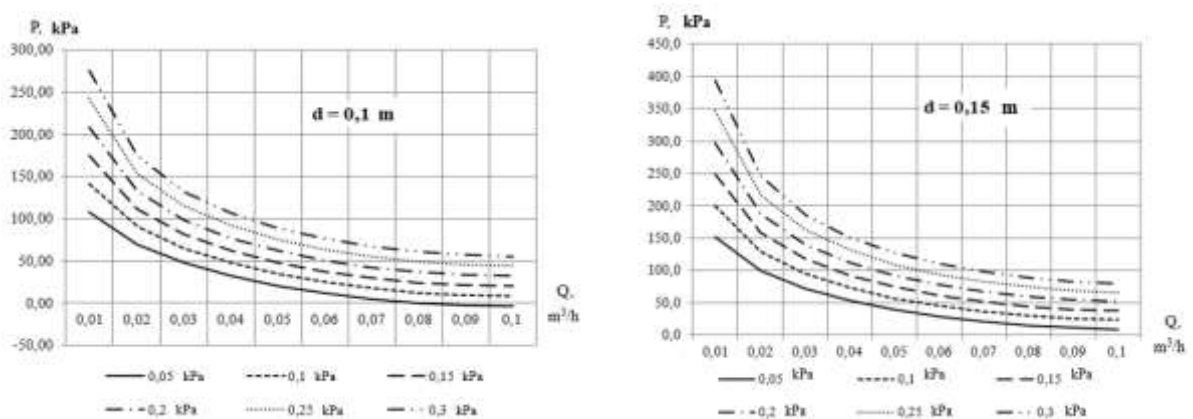 P, kPa
300,00
250,00
200,00
150,00
100,00
50,00
0,00
-50,00
d = 0,1 m
Q,
m³/h
0,01 0,02 0,03 0,04 0,05 0,06 0,07 0,08 0,09 0,1
0,05 kPa 0,1 kPa 0,15 kPa
0,2 kPa 0,25 kPa 0,3 kPa
P, kPa
450,0
400,0
350,0
300,0
250,0
200,0
150,0
100,0
50,0
0,0
d = 0,15 m
Q,
m³/h
0,01 0,02 0,03 0,04 0,05 0,06 0,07 0,08 0,09 0,1
0,05 kPa 0,1 kPa 0,15 kPa
0,2 kPa 0,25 kPa 0,3 kPa